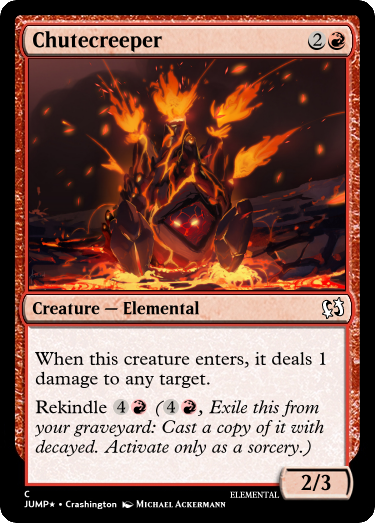 Chutecreeper 2
Creature — Elemental
When this creature enters, it deals 1
damage to any target.
Rekindle 4 (4, Exile this from
your graveyard: Cast a copy of it with
decayed. Activate only as a sorcery.)
2/3
C ELEMENTAL
JUMP★ • Crashington Michael Ackermann